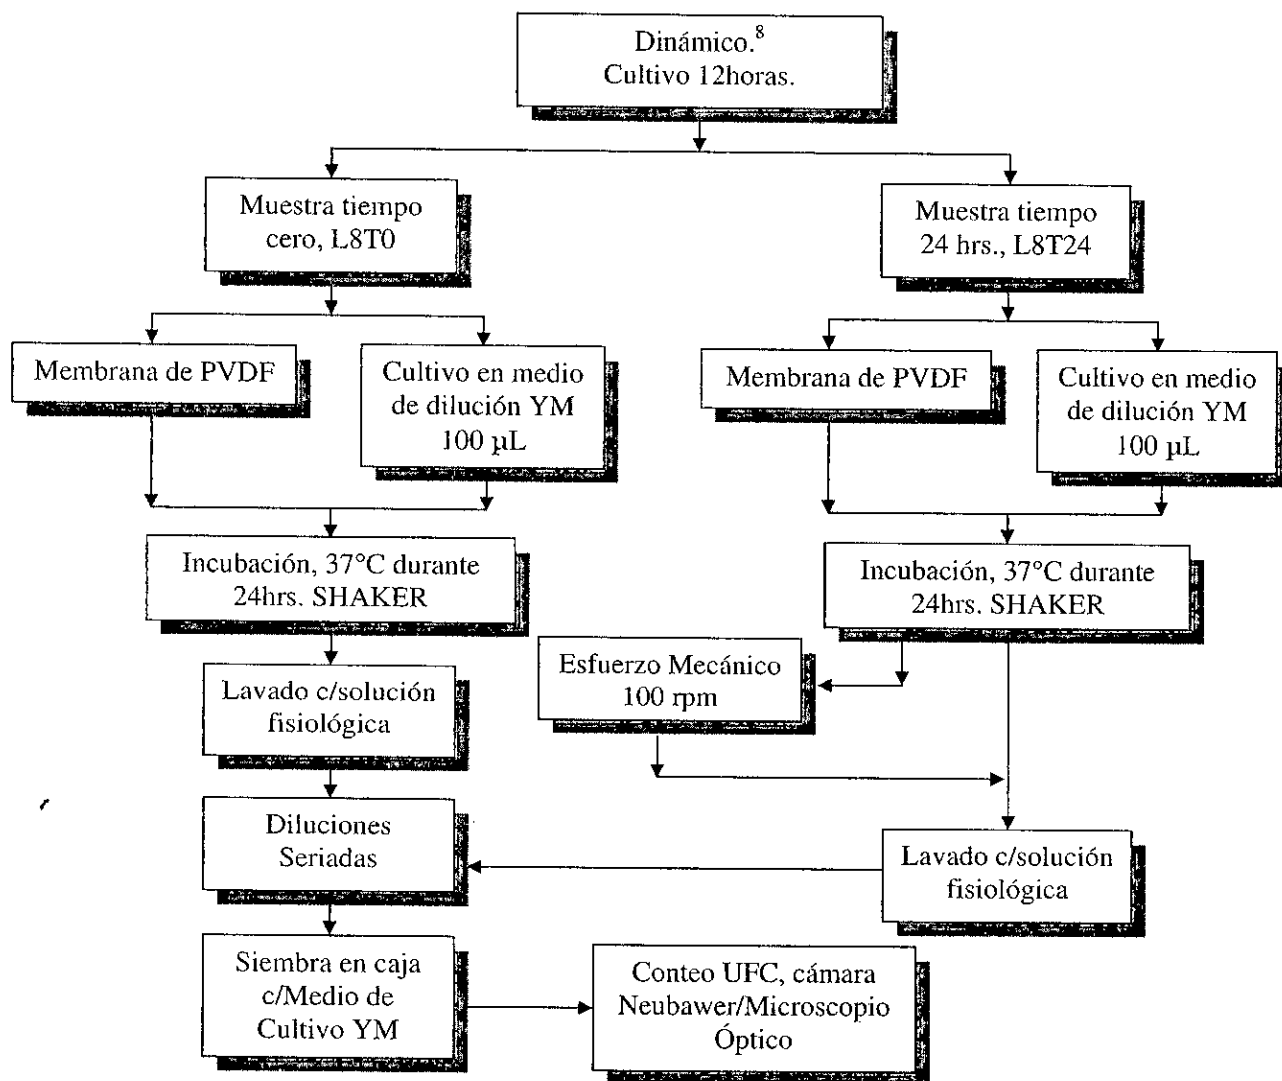 Dinámico.8
Cultivo 12horas.
Muestra tiempo
cero, L8T0
Muestra tiempo
24 hrs., L8T24
Membrana de PVDF
Cultivo en medio
de dilución YM
100 µL
Membrana de PVDF
Cultivo en medio
de dilución YM
100 µL
Incubación, 37°C durante
24hrs. SHAKER
Incubación, 37°C durante
24hrs. SHAKER
Esfuerzo Mecánico
100 rpm
Lavado c/solución
fisiológica
Diluciones
Seriadas
Lavado c/solución
fisiológica
Siembra en caja
c/Medio de
Cultivo YM
Conteo UFC, cámara
Neubawer/Microscopio
Óptico